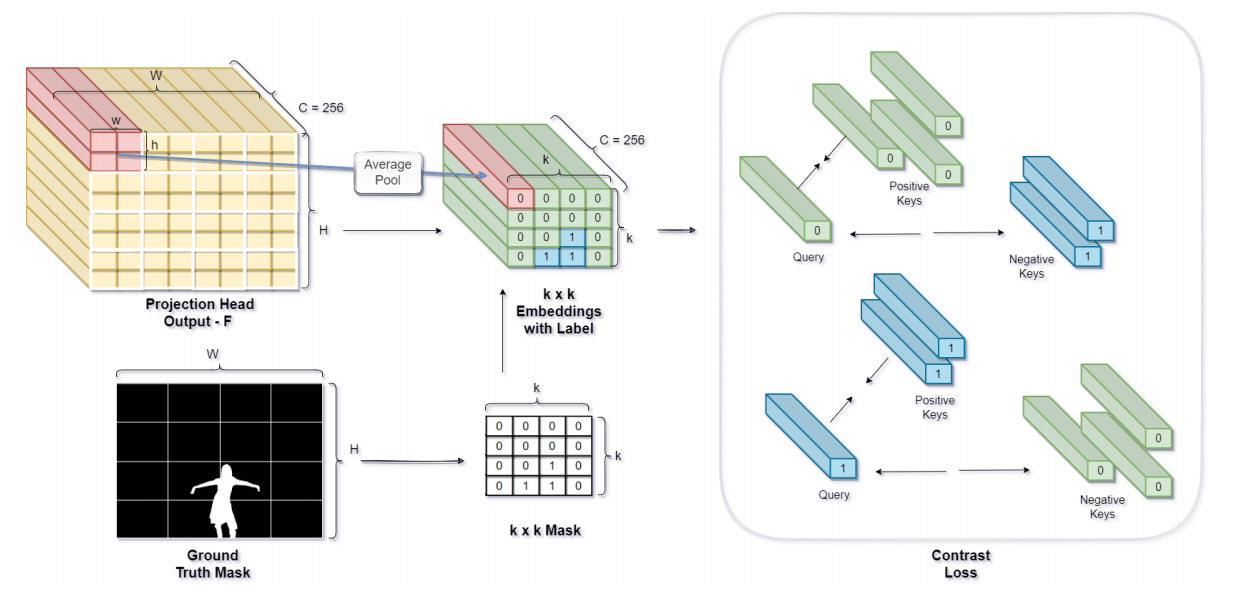 W
C = 256
w
h
H
Projection Head
Output - F
Average
Pool
C = 256
k
0 0 0 0
0 0 0 0
0 0 1 0
0 1 1 0
k
k x k
Embeddings
with Label
W
H
Ground
Truth Mask
k
0 0 0 0
0 0 0 0
0 0 1 0
0 1 1 0
k
k x k Mask
0
0
0
Positive
Keys
0
Query
1
1
Negative
Keys
1
1
Positive
Keys
1
Query
0
0
0
Negative
Keys
Contrast
Loss